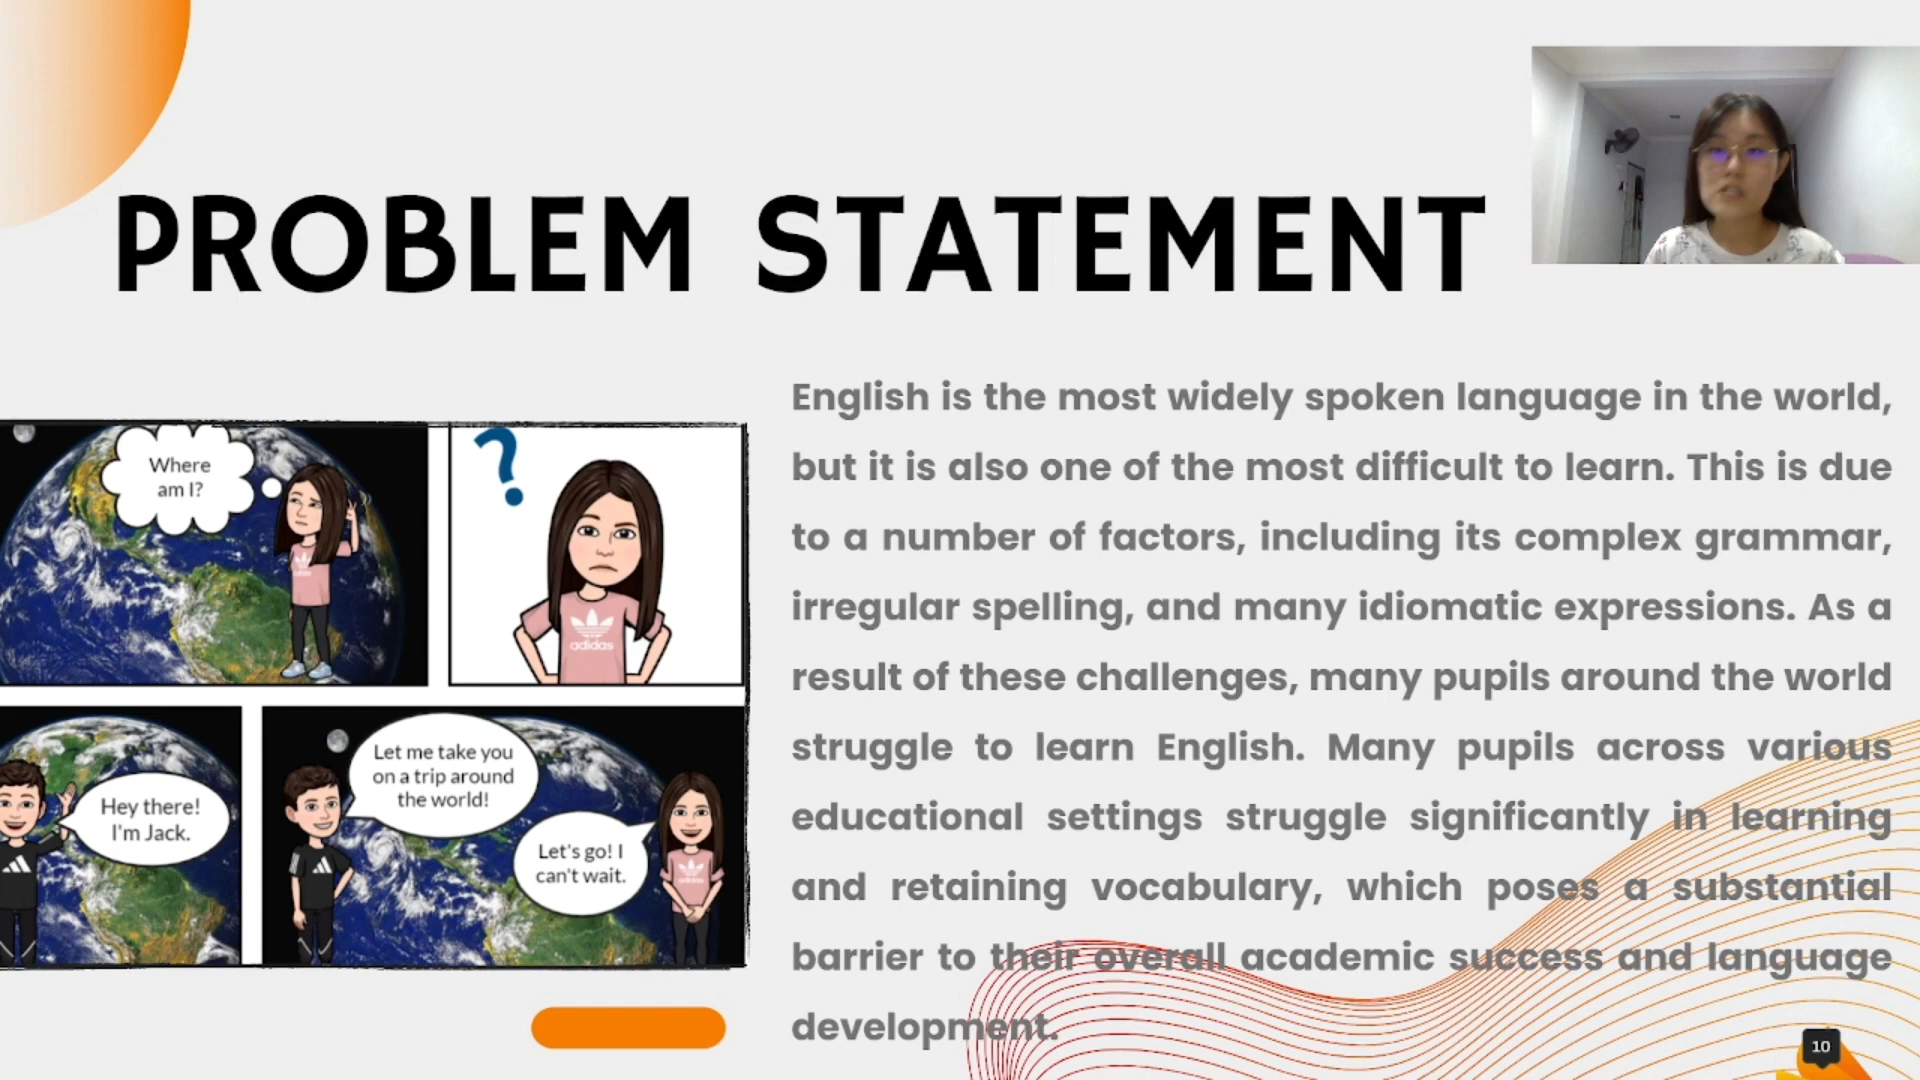 PROBLEM STATEMENT
Where
am I?
adidas
Hey there!
I'm Jack.
Let me take you
on a trip around
the world!
Let's go! I
can't wait.
English is the most widely spoken language in the world,
but it is also one of the most difficult to learn. This is due
to a number of factors, including its complex grammar,
irregular spelling, and many idiomatic expressions. As a
result of these challenges, many pupils around the world
struggle to learn English. Many pupils across various
educational settings struggle significantly in learning
and retaining vocabulary, which poses a substantial
barrier to their overall academic success and language
development.
10